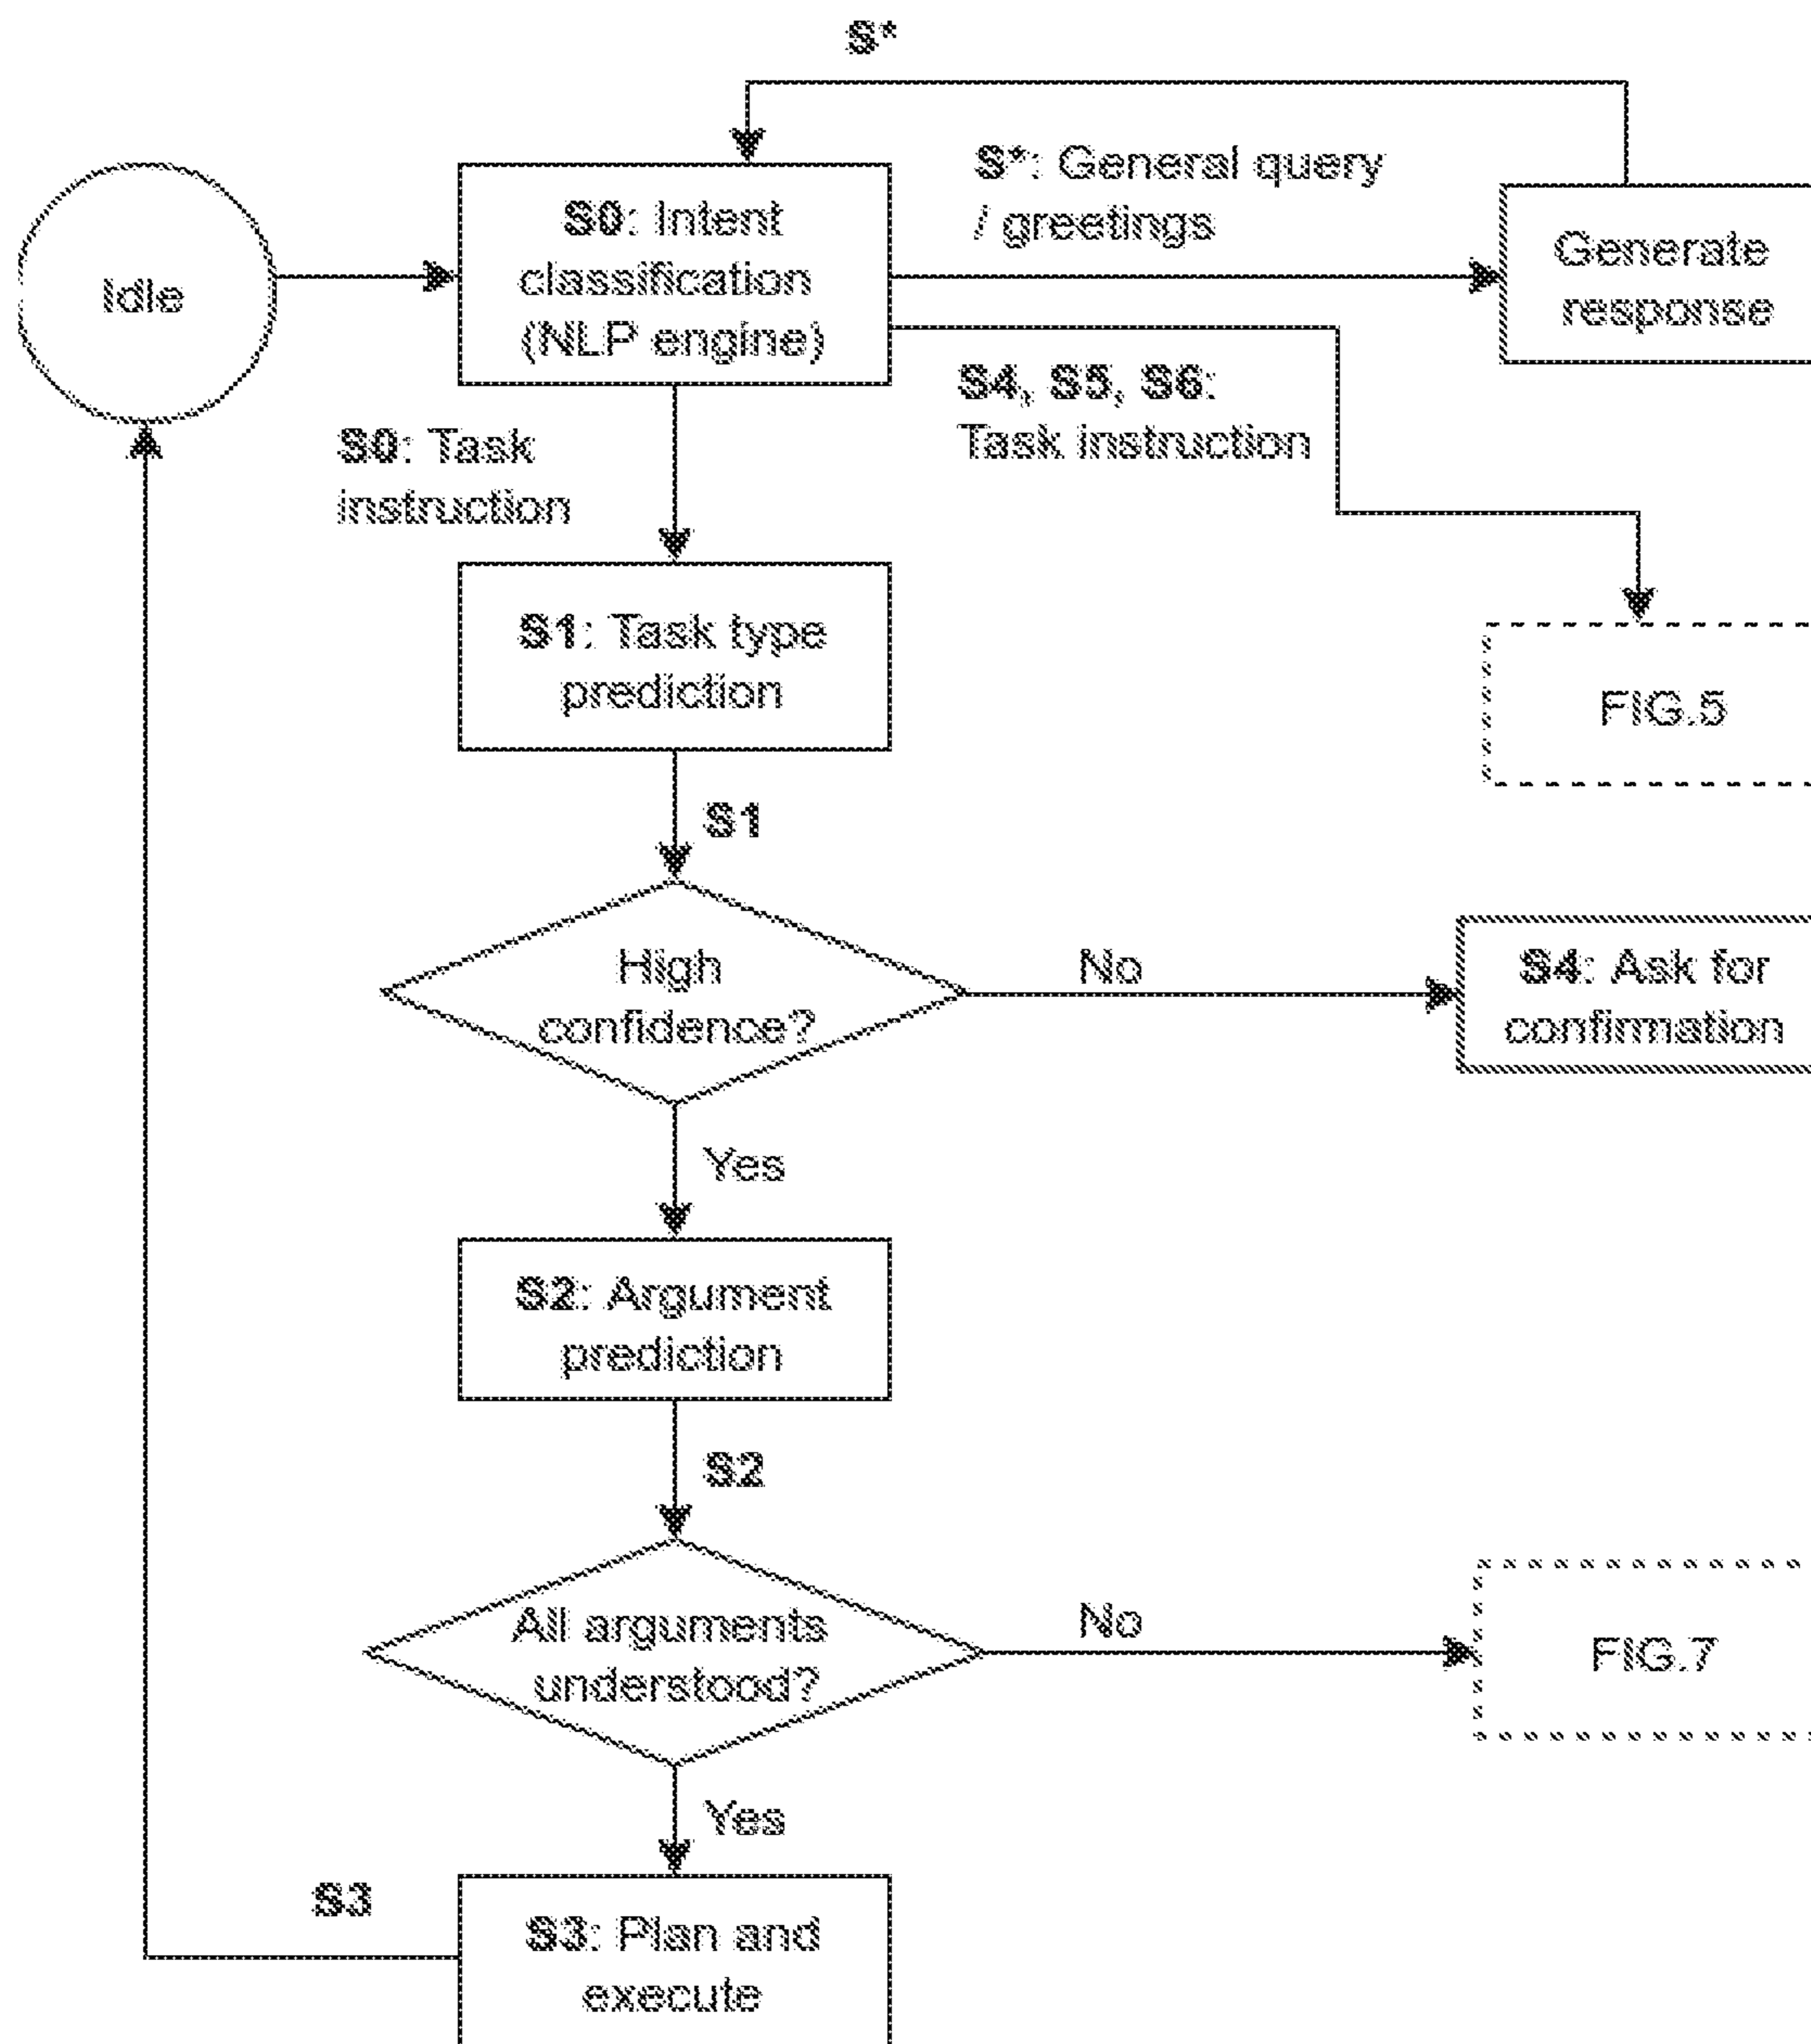 S*
S*: General query
/ greetings
Idle
S0: Intent
classification
(NLP engine)
Generate
response
S4, S5, S6:
Task instruction
S0: Task
instruction
S1: Task type
prediction
FIG.5
S1
High
confidence?
No
S4: Ask for
confirmation
Yes
S2: Argument
prediction
S2
All arguments
understood?
No
FIG.7
Yes
S3
S3: Plan and
execute